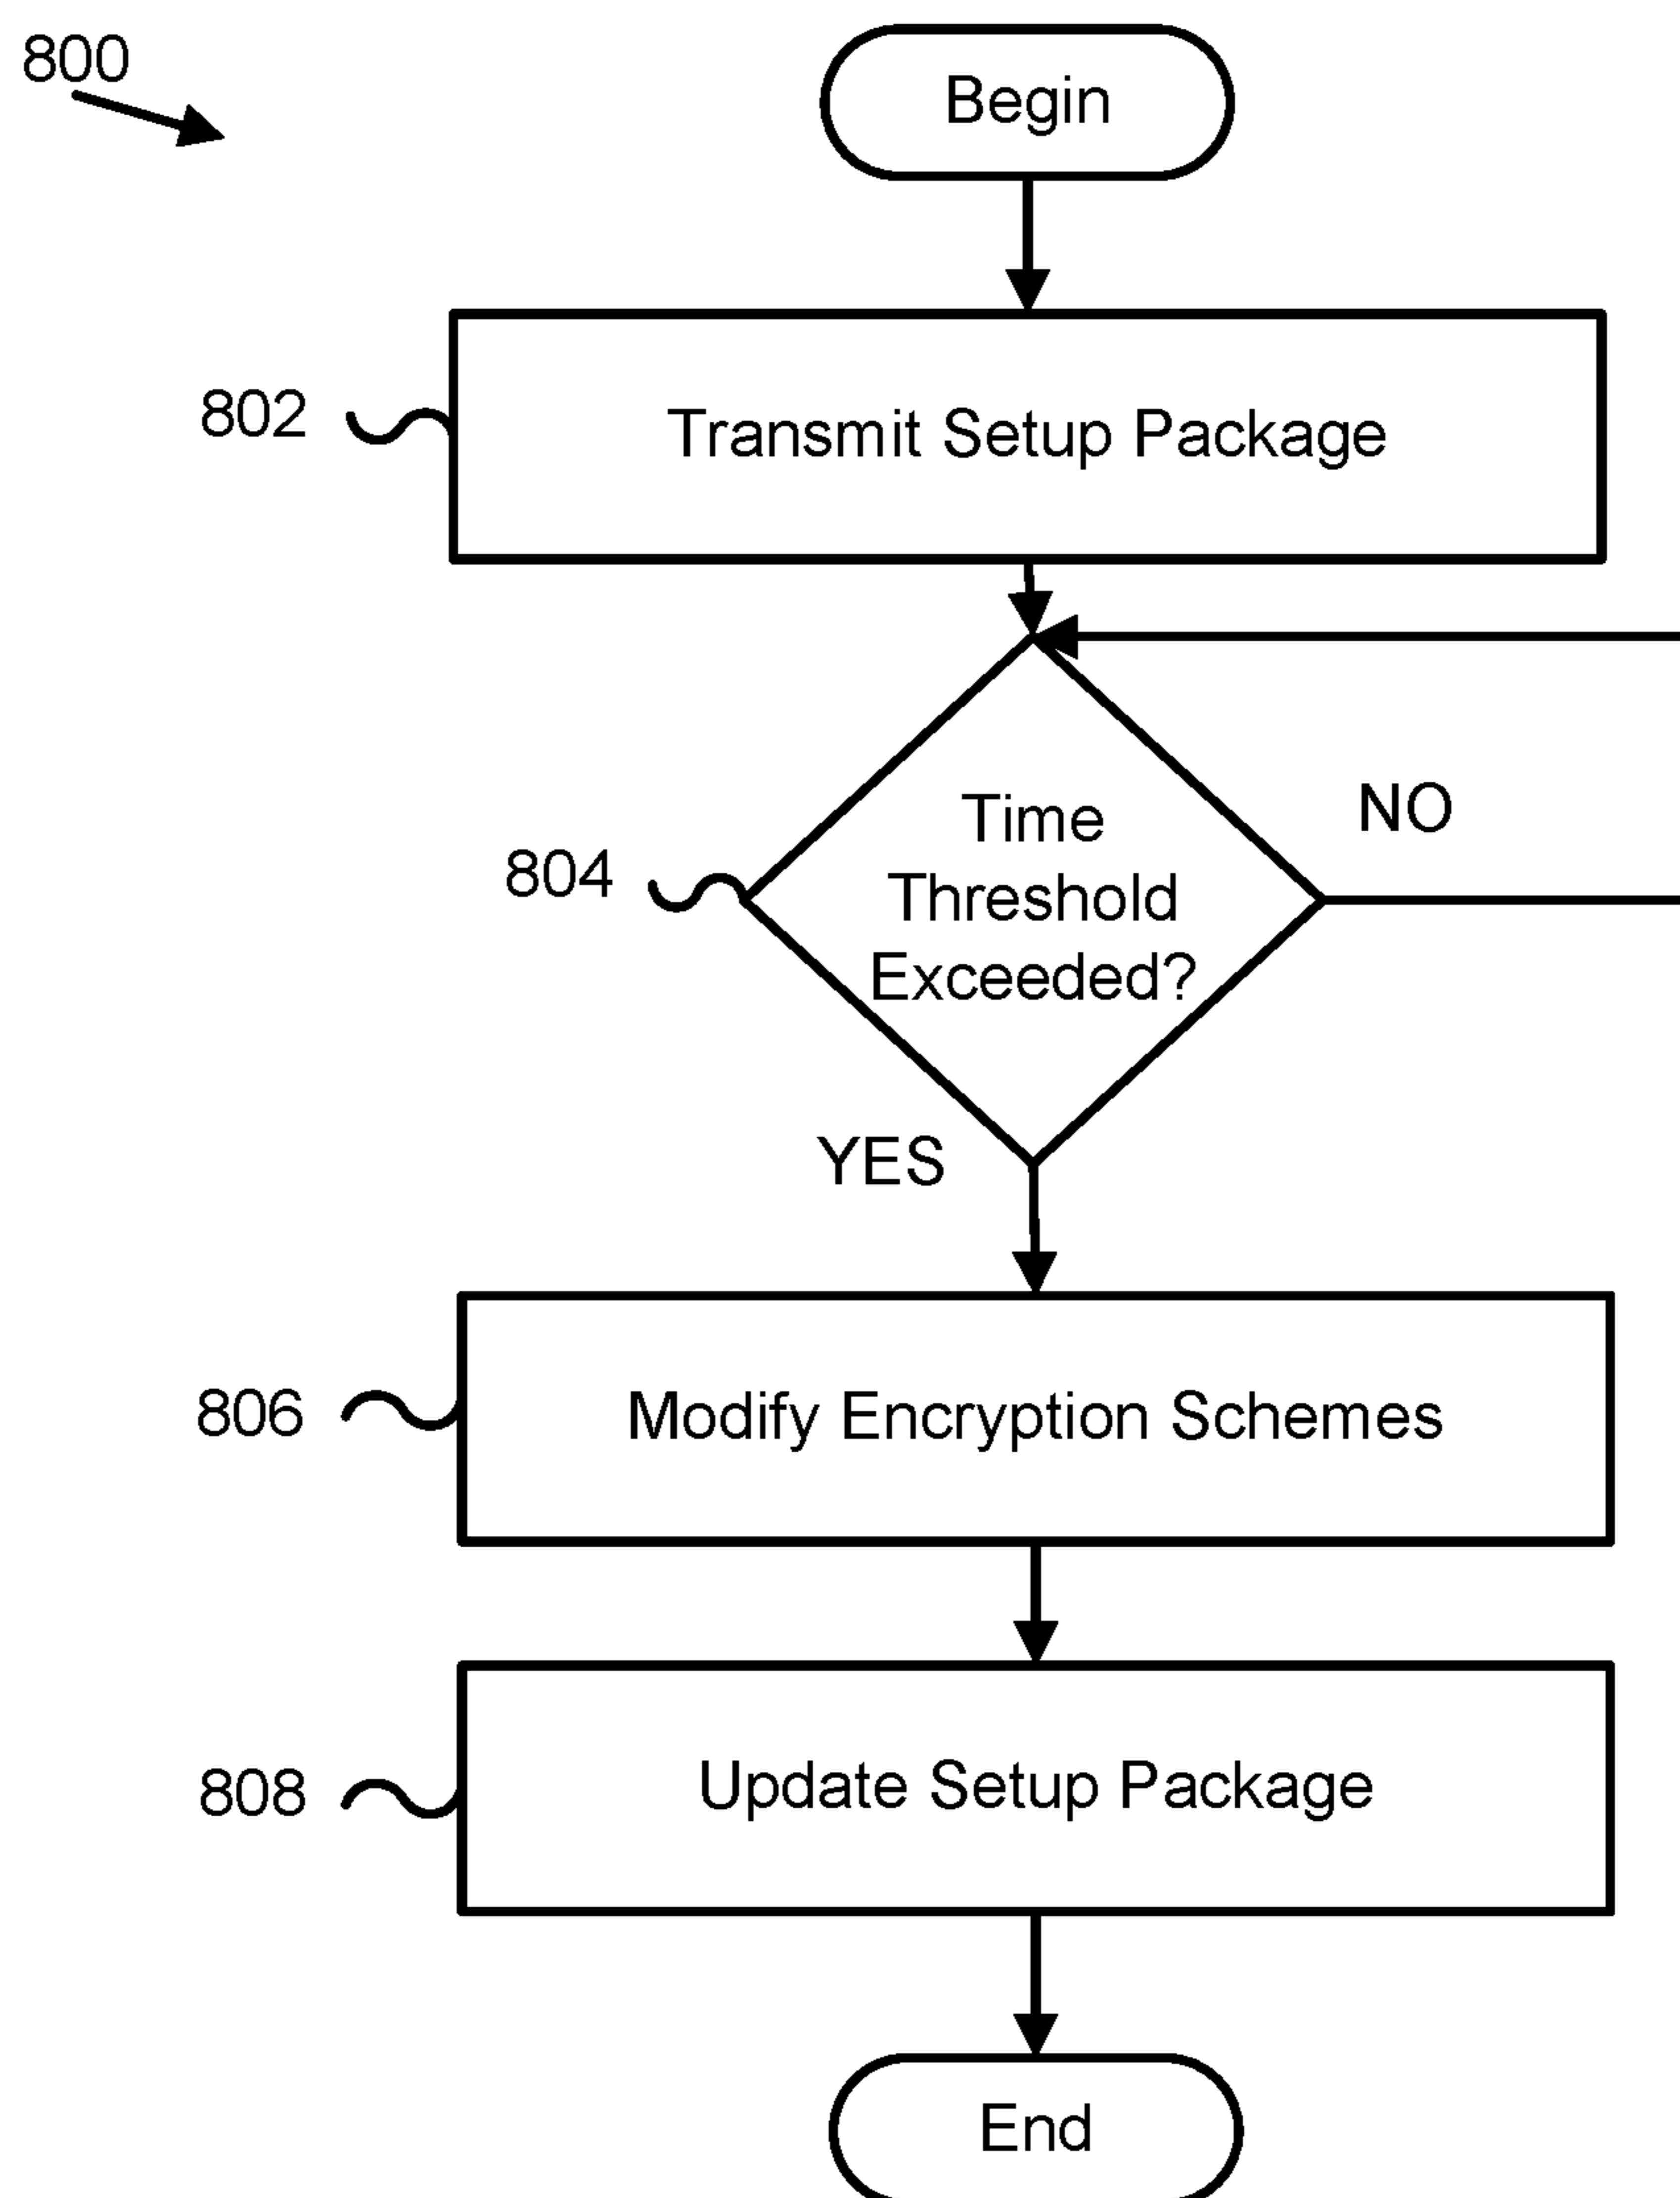 800
Begin
802
Transmit Setup Package
Time
Threshold
Exceeded?
NO
804
YES
806
Modify Encryption Schemes
808
Update Setup Package
End